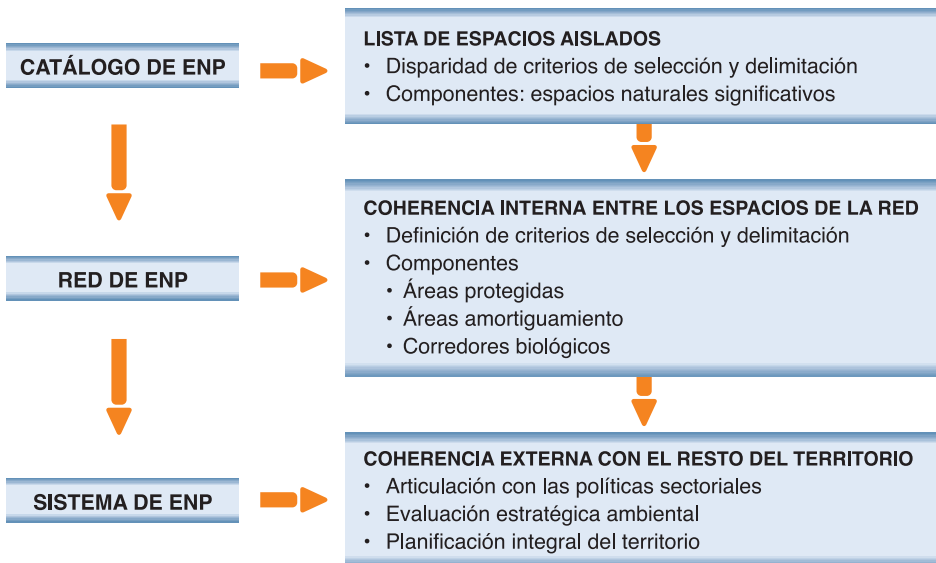 CATÁLOGO DE ENP
LISTA DE ESPACIOS AISLADOS
• Disparidad de criterios de selección y delimitación
• Componentes: espacios naturales significativos
RED DE ENP
COHERENCIA INTERNA ENTRE LOS ESPACIOS DE LA RED
• Definición de criterios de selección y delimitación
• Componentes
• Áreas protegidas
• Áreas amortiguamiento
• Corredores biológicos
SISTEMA DE ENP
COHERENCIA EXTERNA CON EL RESTO DEL TERRITORIO
• Articulación con las políticas sectoriales
• Evaluación estratégica ambiental
• Planificación integral del territorio